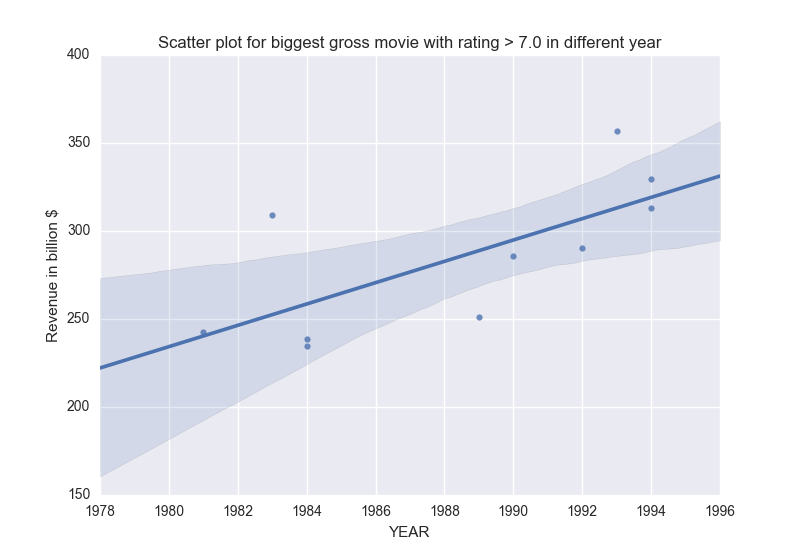 Scatter plot for biggest gross movie with rating > 7.0 in different year
400
350
300
250
200
150
Revenue in billion $
1978 1980 1982 1984 1986 1988 1990 1992 1994 1996
YEAR